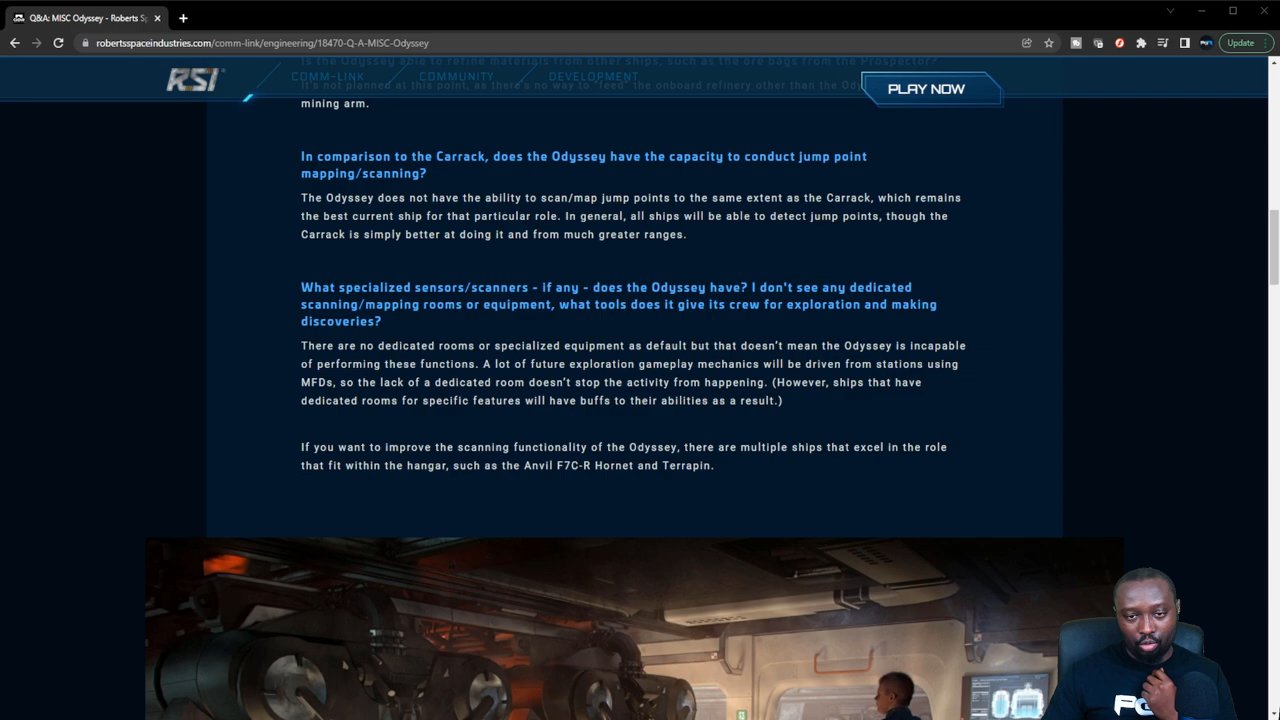 Q&A: MISC Odyssey - Roberts Sp
robertsspaceindustries.com/comm-link/engineering/18470-Q-A-MISC-Odyssey
Update
Is the Odyssey able to refine materials from other ships, such as the ore bags from the Prospector?
RSI
COMM-LINK
COMMUNITY
DEVELOPMENT
PLAY NOW
It's not planned at this point, as there's no way to "feed" the onboard refinery other than the Ody
mining arm.
In comparison to the Carrack, does the Odyssey have the capacity to conduct jump point
mapping/scanning?
The Odyssey does not have the ability to scan/map jump points to the same extent as the Carrack, which remains
the best current ship for that particular role. In general, all ships will be able to detect jump points, though the
Carrack is simply better at doing it and from much greater ranges.
What specialized sensors/scanners - if any - does the Odyssey have? I don't see any dedicated
scanning/mapping rooms or equipment, what tools does it give its crew for exploration and making
discoveries?
There are no dedicated rooms or specialized equipment as default but that doesn’t mean the Odyssey is incapable
of performing these functions. A lot of future exploration gameplay mechanics will be driven from stations using
MFDs, so the lack of a dedicated room doesn’t stop the activity from happening. (However, ships that have
dedicated rooms for specific features will have buffs to their abilities as a result.)
If you want to improve the scanning functionality of the Odyssey, there are multiple ships that excel in the role
that fit within the hangar, such as the Anvil F7C-R Hornet and Terrapin.